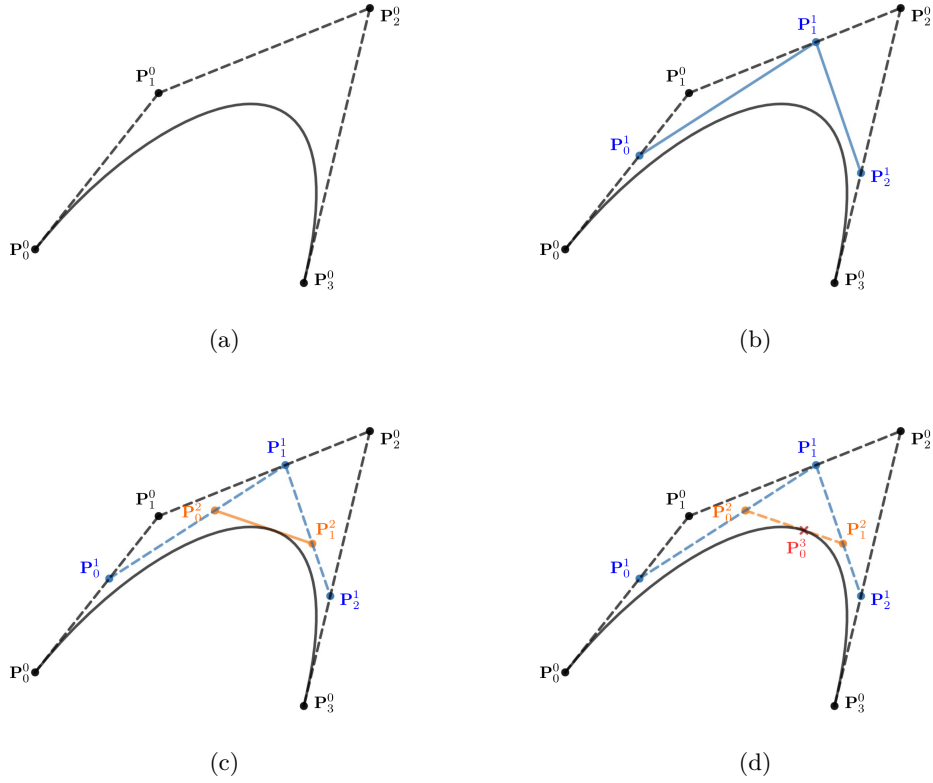 P₂⁰
P₁⁰
P₀⁰
P₃⁰
(a)
P₂⁰
P₁¹
P₁⁰
P₀¹
P₂¹
P₀⁰
P₃⁰
(b)
P₂⁰
P₁¹
P₁⁰
P₀²
P₁²
P₀¹
P₂¹
P₀⁰
P₃⁰
(c)
P₂⁰
P₁¹
P₁⁰
P₀²
P₁²
P₀³
P₀¹
P₂¹
P₀⁰
P₃⁰
(d)